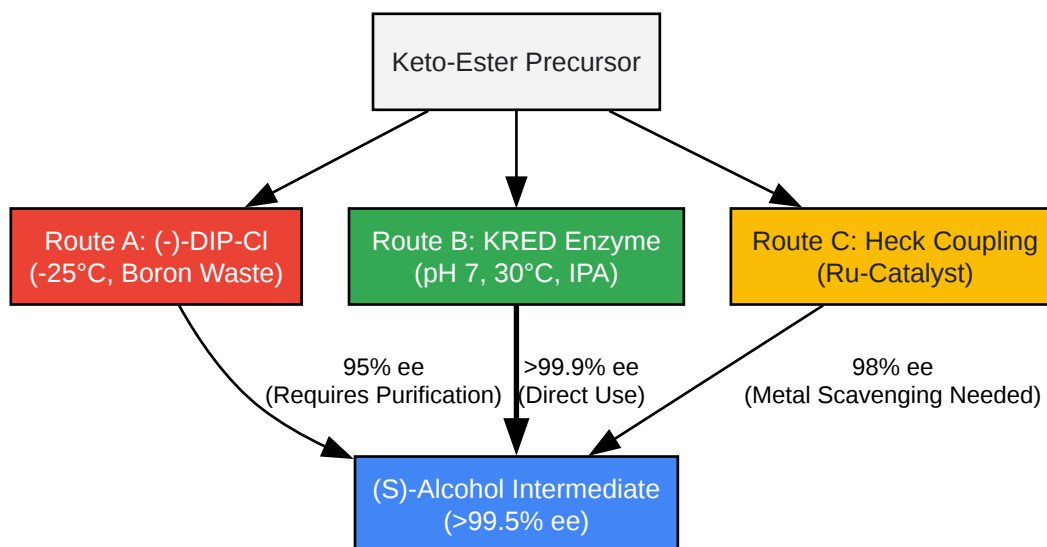 Keto-Ester Precursor
Route A: (-)-DIP-Cl
(-25°C, Boron Waste)
Route B: KRED Enzyme
(pH 7, 30°C, IPA)
Route C: Heck Coupling
(Ru-Catalyst)
95% ee
(Requires Purification)
>99.9% ee
(Direct Use)
98% ee
(Metal Scavenging Needed)
(S)-Alcohol Intermediate
(>99.5% ee)